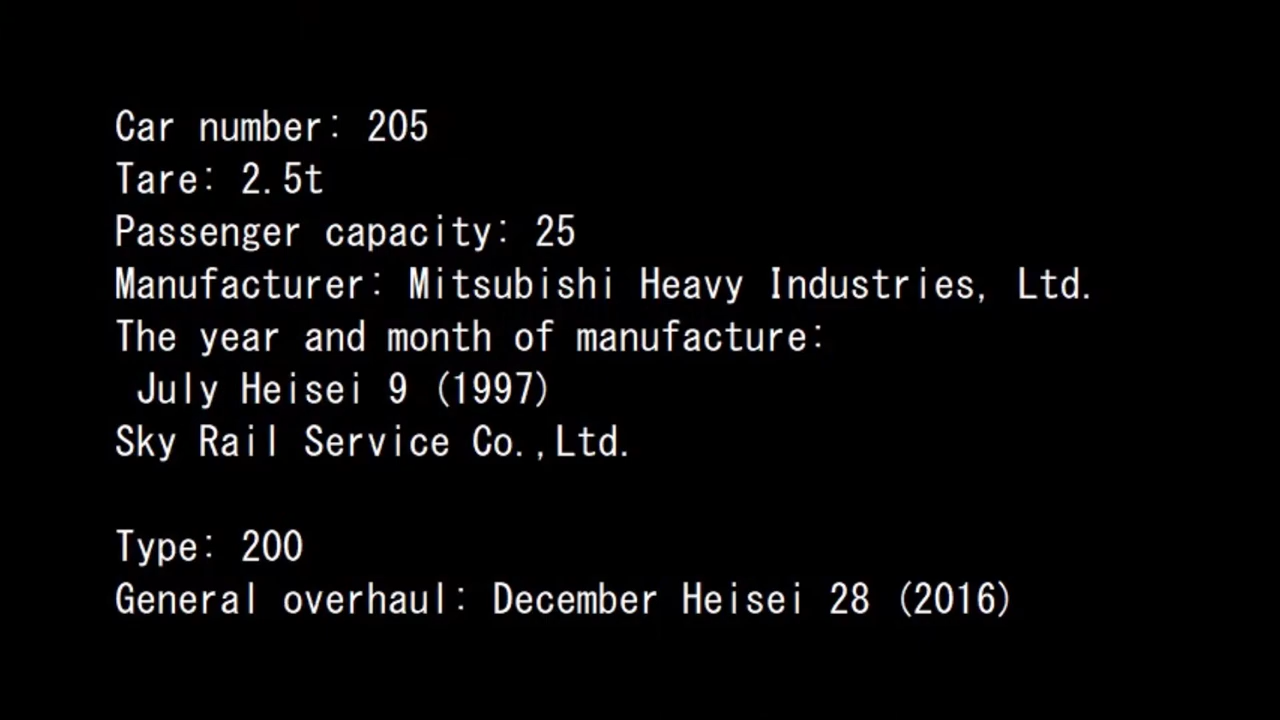 Car number: 205
Tare: 2.5t
Passenger capacity: 25
Manufacturer: Mitsubishi Heavy Industries, Ltd.
The year and month of manufacture:
July Heisei 9 (1997)
Sky Rail Service Co.,Ltd.
Type: 200
General overhaul: December Heisei 28 (2016)